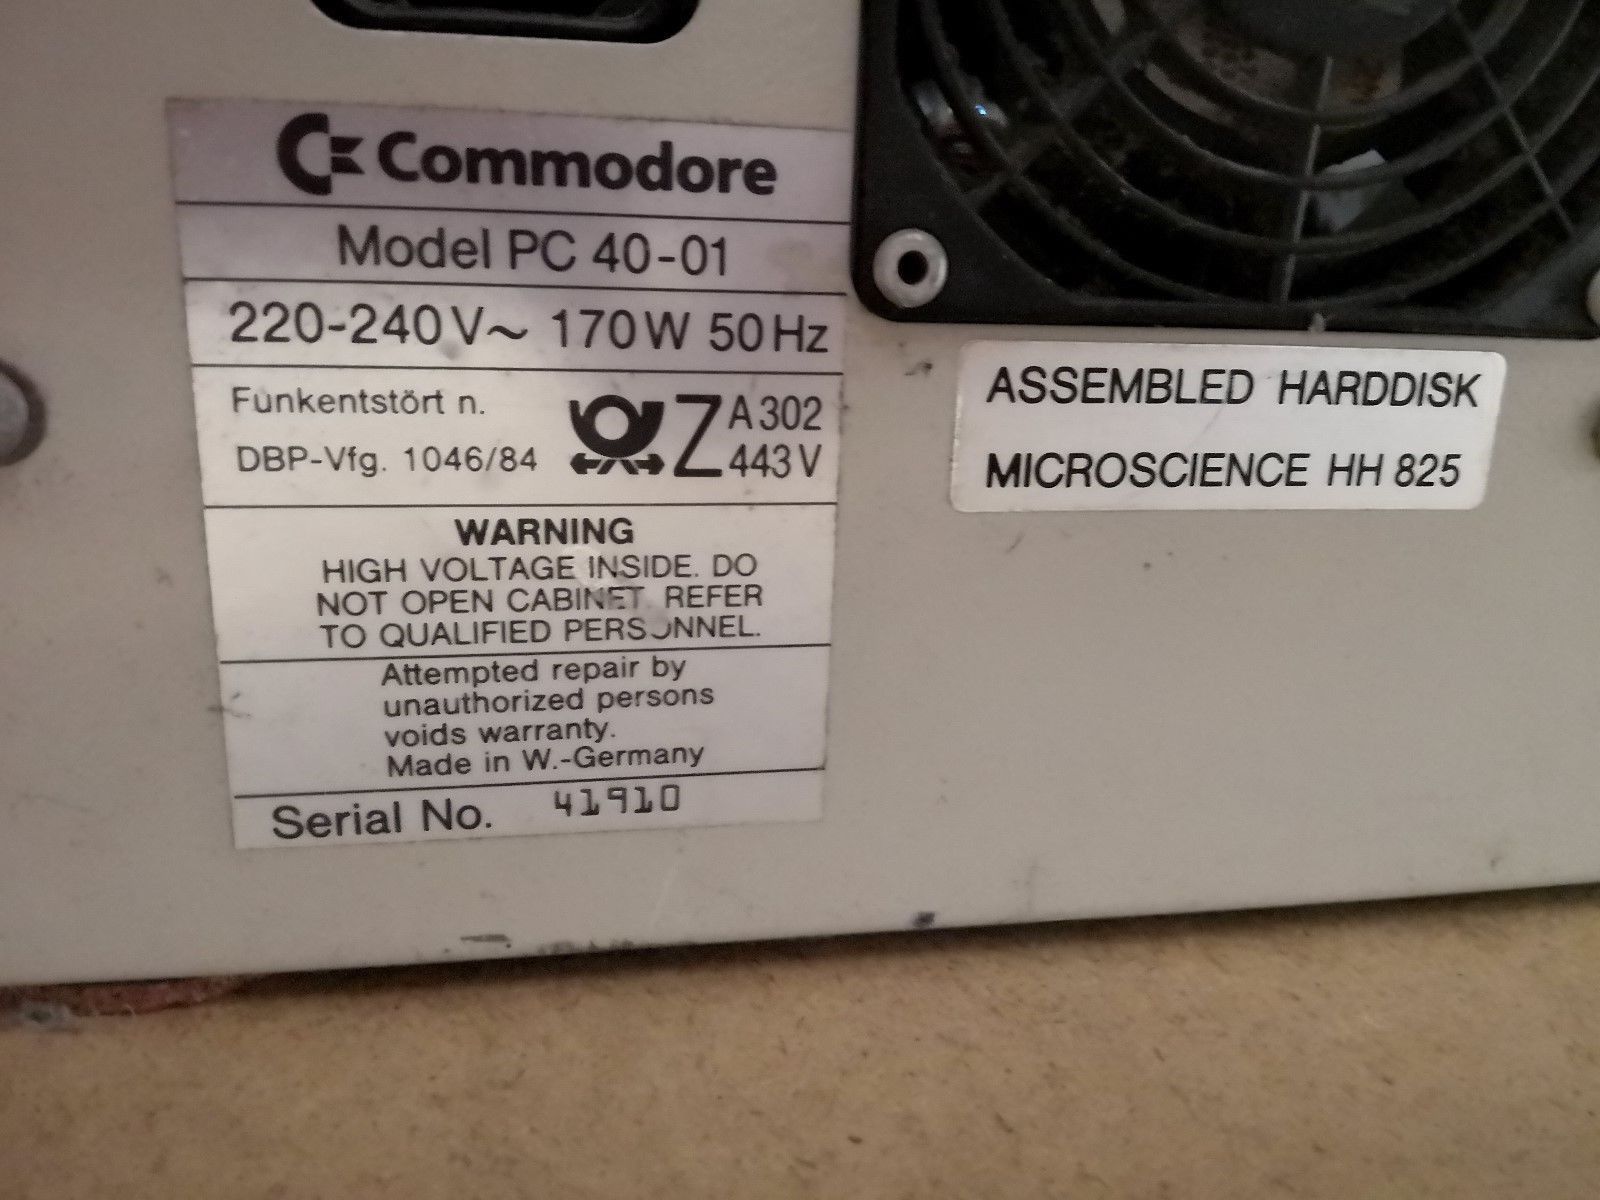 Commodore
Model PC 40-01
220-240V~ 170W 50Hz
Funkentstört n.
DBP-Vfg. 1046/84
Z A302
443V
WARNING
HIGH VOLTAGE INSIDE. DO
NOT OPEN CABINET. REFER
TO QUALIFIED PERSONNEL.
Attempted repair by
unauthorized persons
voids warranty.
Made in W.-Germany
Serial No. 41910
ASSEMBLED HARDDISK
MICROSCIENCE HH 825